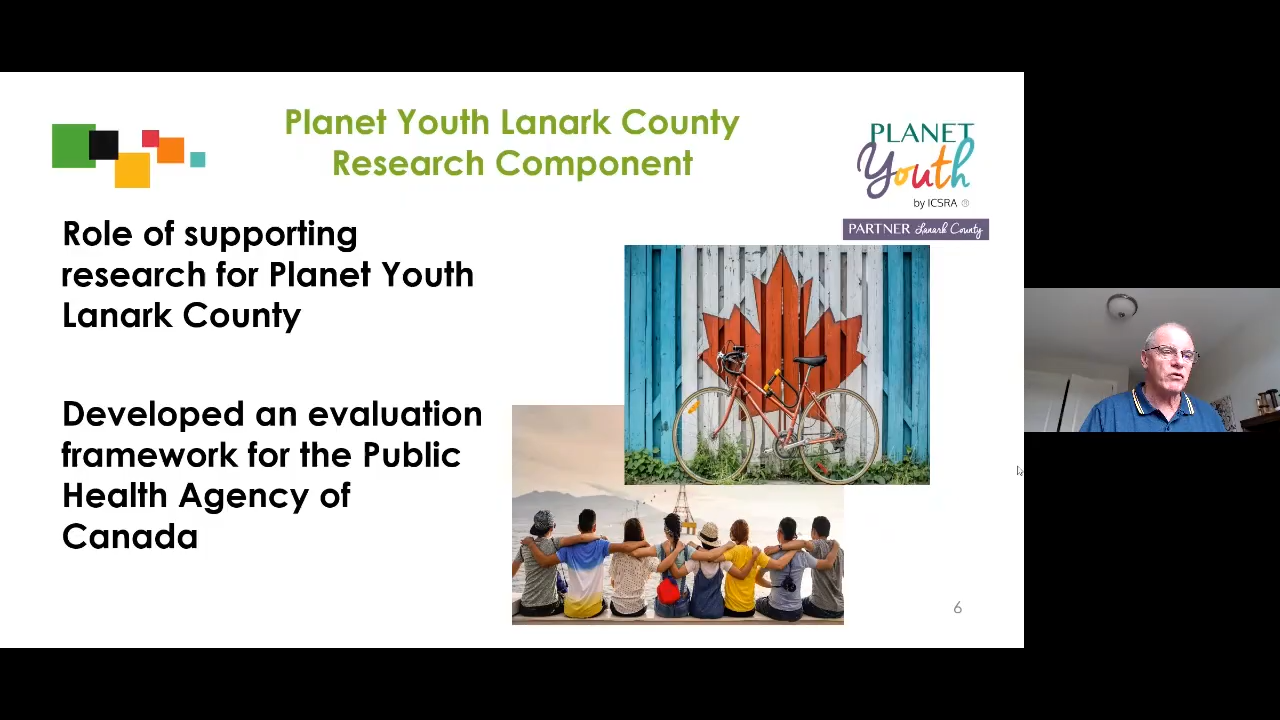 Planet Youth Lanark County
Research Component
PLANET
Youth
by ICSRA ®
PARTNER Lanark County
Role of supporting
research for Planet Youth
Lanark County
Developed an evaluation
framework for the Public
Health Agency of
Canada
6